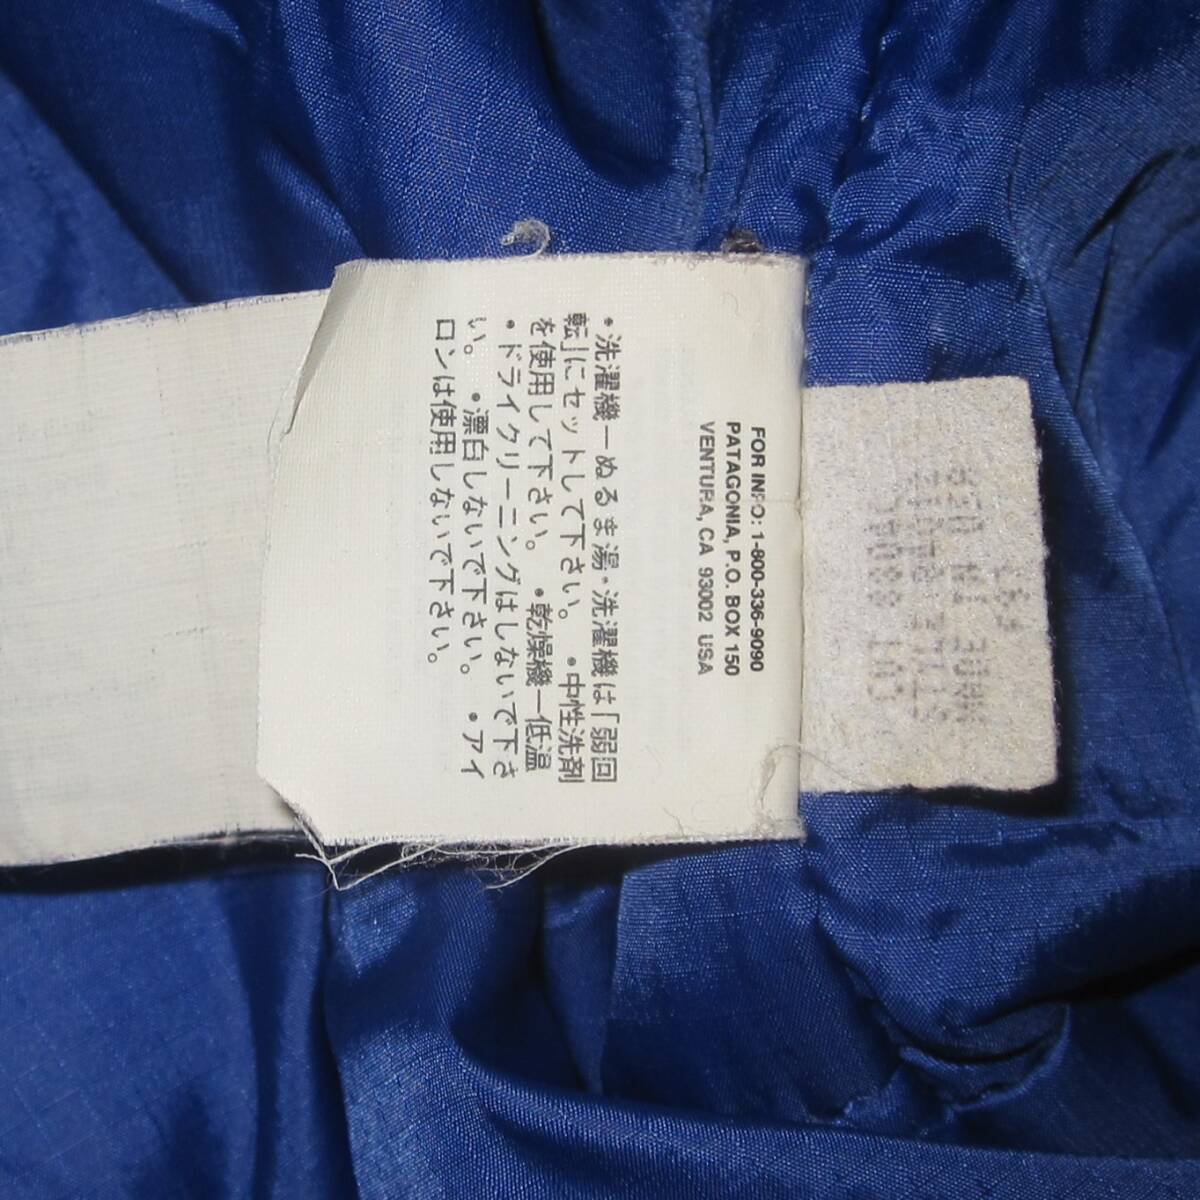 FOR INFO: 1-800-336-9090
PATAGONIA, P.O. BOX 150
VENTURA, CA 93002 USA
•洗濯機ーぬるま湯・洗濯機は「弱回
転」にセットして下さい。 •中性洗剤
を使用して下さい。 •乾燥機ー低温
•ドライクリーニングはしないで下さ
い。 •漂白しないで下さい。 •アイ
ロンは使用しないで下さい。